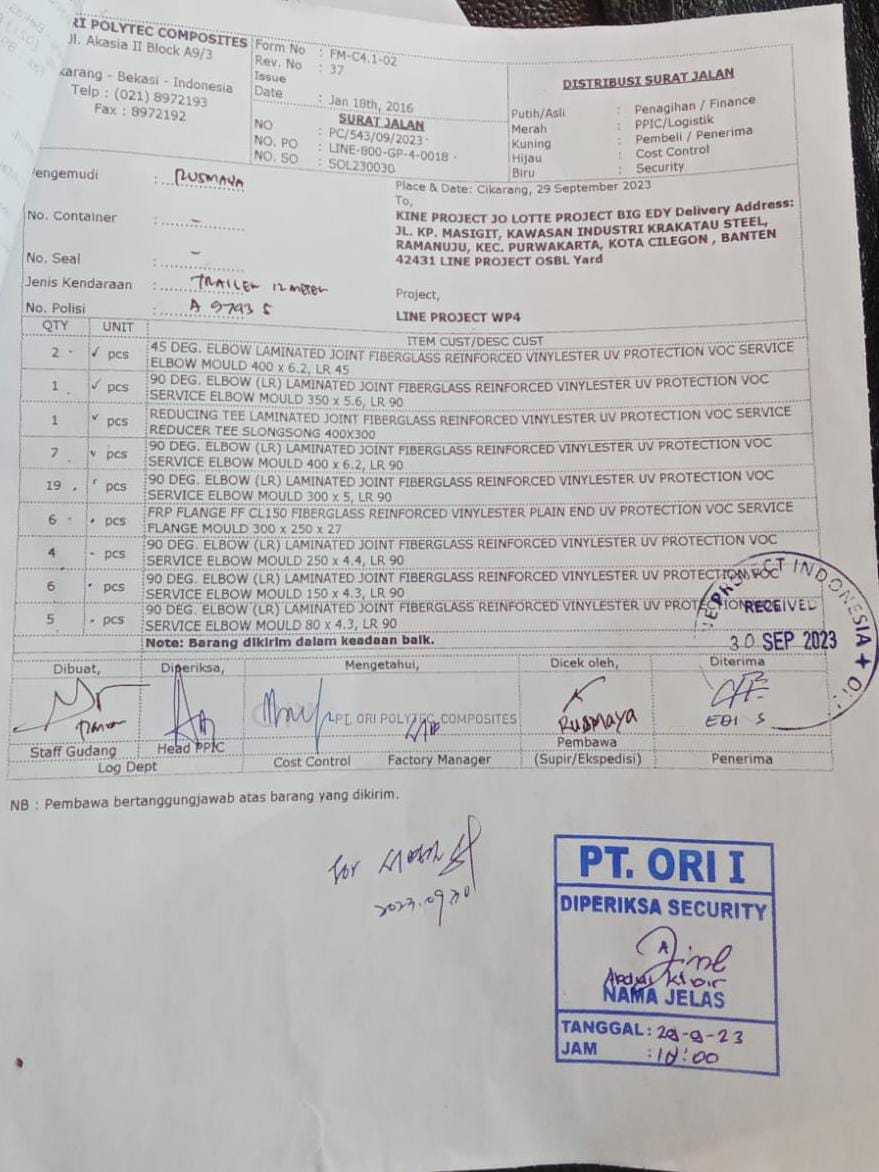 RI POLYTEC COMPOSITES
Jl. Akasia II Block A9/3
karang - Bekasi - Indonesia
Telp : (021) 8972193
Fax : 8972192
Form No : FM-C4.1-02
Rev. No : 37
Issue
Date : Jan 18th, 2016
SURAT JALAN
NO : PC/543/09/2023
NO. PO : LINE-800-GP-4-0018
NO. SO : SOL230030
DISTRIBUSI SURAT JALAN
Putih/Asli : Penagihan / Finance
Merah : PPIC/Logistik
Kuning : Pembeli / Penerima
Hijau : Cost Control
Biru : Security
engemudi : RUSMAYA
No. Container : -
No. Seal : -
Jenis Kendaraan : TRAILER 12 METER
No. Polisi : A 9793 S
Place & Date: Cikarang, 29 September 2023
To,
KINE PROJECT JO LOTTE PROJECT BIG EDY Delivery Address:
JL. KP. MASIGIT, KAWASAN INDUSTRI KRAKATAU STEEL,
RAMANUJU, KEC. PURWAKARTA, KOTA CILEGON , BANTEN
42431 LINE PROJECT OSBL Yard
Project,
LINE PROJECT WP4
QTY UNIT ITEM CUST/DESC CUST
2 ✓ pcs 45 DEG. ELBOW LAMINATED JOINT FIBERGLASS REINFORCED VINYLESTER UV PROTECTION VOC SERVICE
ELBOW MOULD 400 x 6.2, LR 45
1 ✓ pcs 90 DEG. ELBOW (LR) LAMINATED JOINT FIBERGLASS REINFORCED VINYLESTER UV PROTECTION VOC
SERVICE ELBOW MOULD 350 x 5.6, LR 90
1 ✓ pcs REDUCING TEE LAMINATED JOINT FIBERGLASS REINFORCED VINYLESTER UV PROTECTION VOC SERVICE
REDUCER TEE SLONGSONG 400X300
7 ✓ pcs 90 DEG. ELBOW (LR) LAMINATED JOINT FIBERGLASS REINFORCED VINYLESTER UV PROTECTION VOC
SERVICE ELBOW MOULD 400 x 6.2, LR 90
19 pcs 90 DEG. ELBOW (LR) LAMINATED JOINT FIBERGLASS REINFORCED VINYLESTER UV PROTECTION VOC
SERVICE ELBOW MOULD 300 x 5, LR 90
6 pcs FRP FLANGE FF CL150 FIBERGLASS REINFORCED VINYLESTER PLAIN END UV PROTECTION VOC SERVICE
FLANGE MOULD 300 x 250 x 27
4 pcs 90 DEG. ELBOW (LR) LAMINATED JOINT FIBERGLASS REINFORCED VINYLESTER UV PROTECTION VOC
SERVICE ELBOW MOULD 250 x 4.4, LR 90
6 pcs 90 DEG. ELBOW (LR) LAMINATED JOINT FIBERGLASS REINFORCED VINYLESTER UV PROTECTION VOC
SERVICE ELBOW MOULD 150 x 4.3, LR 90
5 pcs 90 DEG. ELBOW (LR) LAMINATED JOINT FIBERGLASS REINFORCED VINYLESTER UV PROTECTION VOC
SERVICE ELBOW MOULD 80 x 4.3, LR 90
Note: Barang dikirim dalam keadaan baik.
INDONESIA
RECEIVED
30 SEP 2023
Dibuat, Diperiksa, Mengetahui, Dicek oleh, Diterima
PT ORI POLYTEC COMPOSITES
RUSMAYA
EDI S
Staff Gudang Head PPIC Cost Control Factory Manager Pembawa
(Supir/Ekspedisi) Penerima
Log Dept
NB : Pembawa bertanggungjawab atas barang yang dikirim.
for
2023.09.30
PT. ORI I
DIPERIKSA SECURITY
NAMA JELAS
TANGGAL : 29-9-23
JAM :